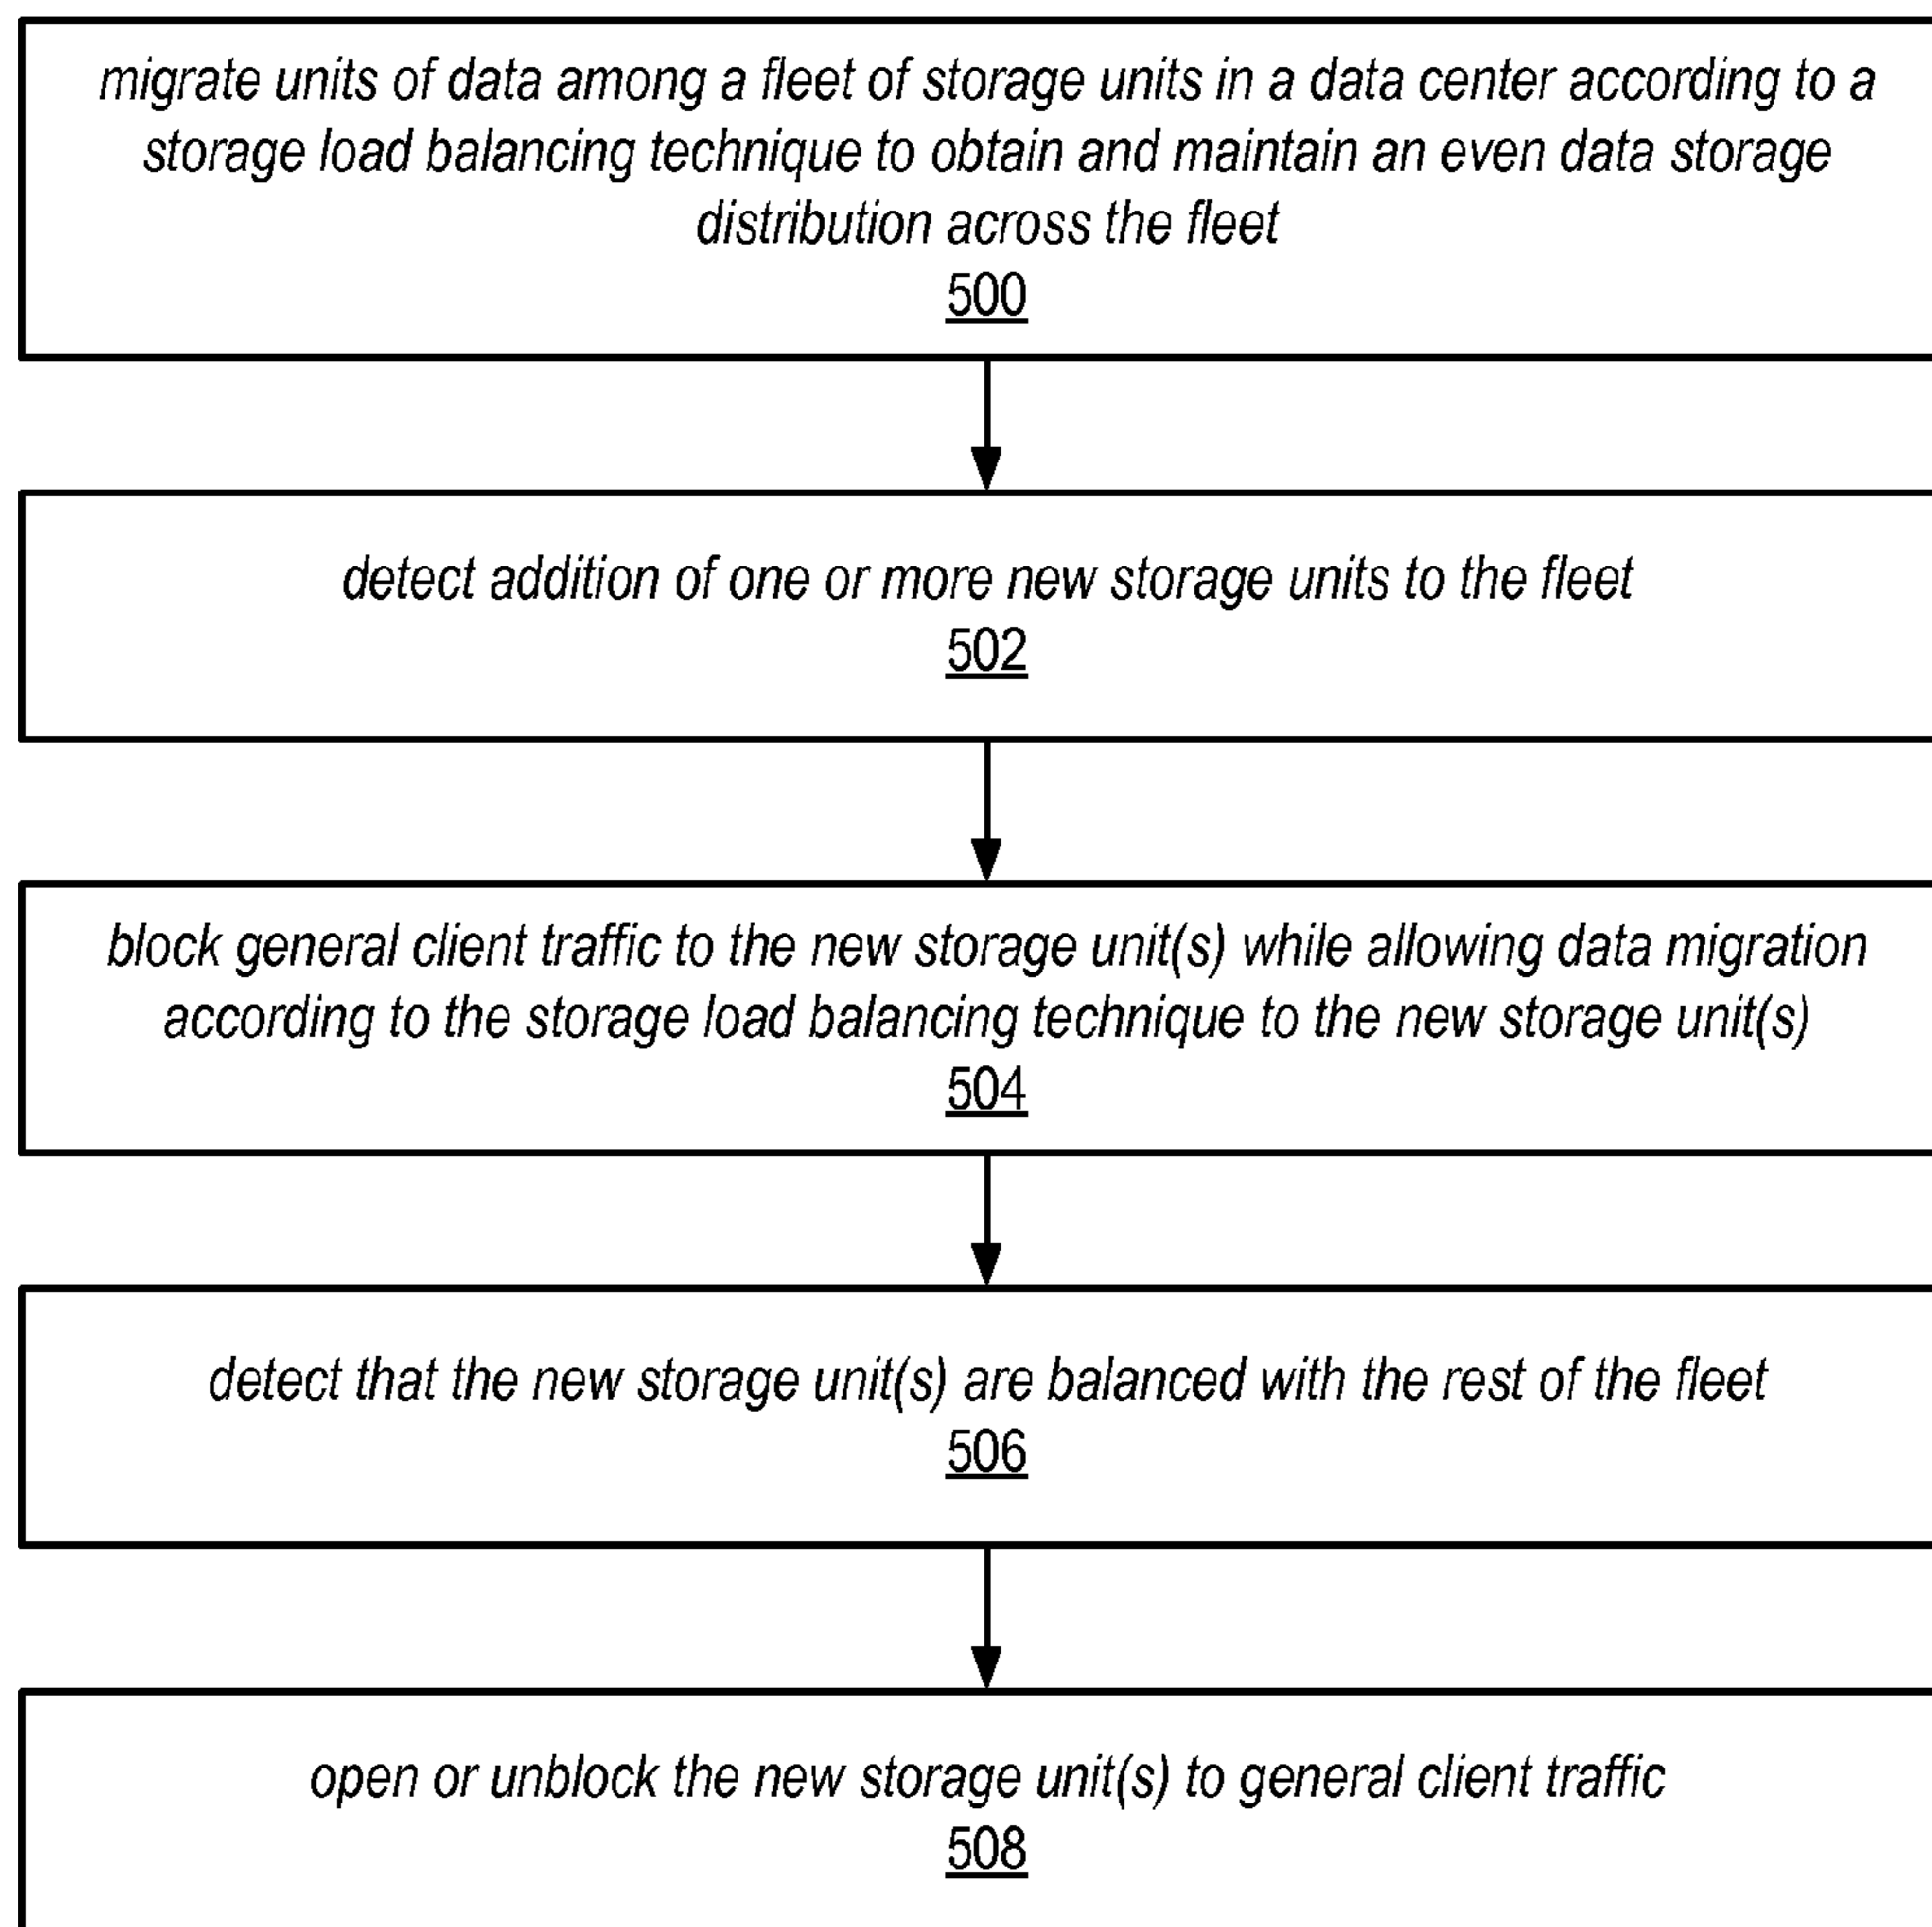 migrate units of data among a fleet of storage units in a data center according to a
storage load balancing technique to obtain and maintain an even data storage
distribution across the fleet
500
detect addition of one or more new storage units to the fleet
502
block general client traffic to the new storage unit(s) while allowing data migration
according to the storage load balancing technique to the new storage unit(s)
504
detect that the new storage unit(s) are balanced with the rest of the fleet
506
open or unblock the new storage unit(s) to general client traffic
508